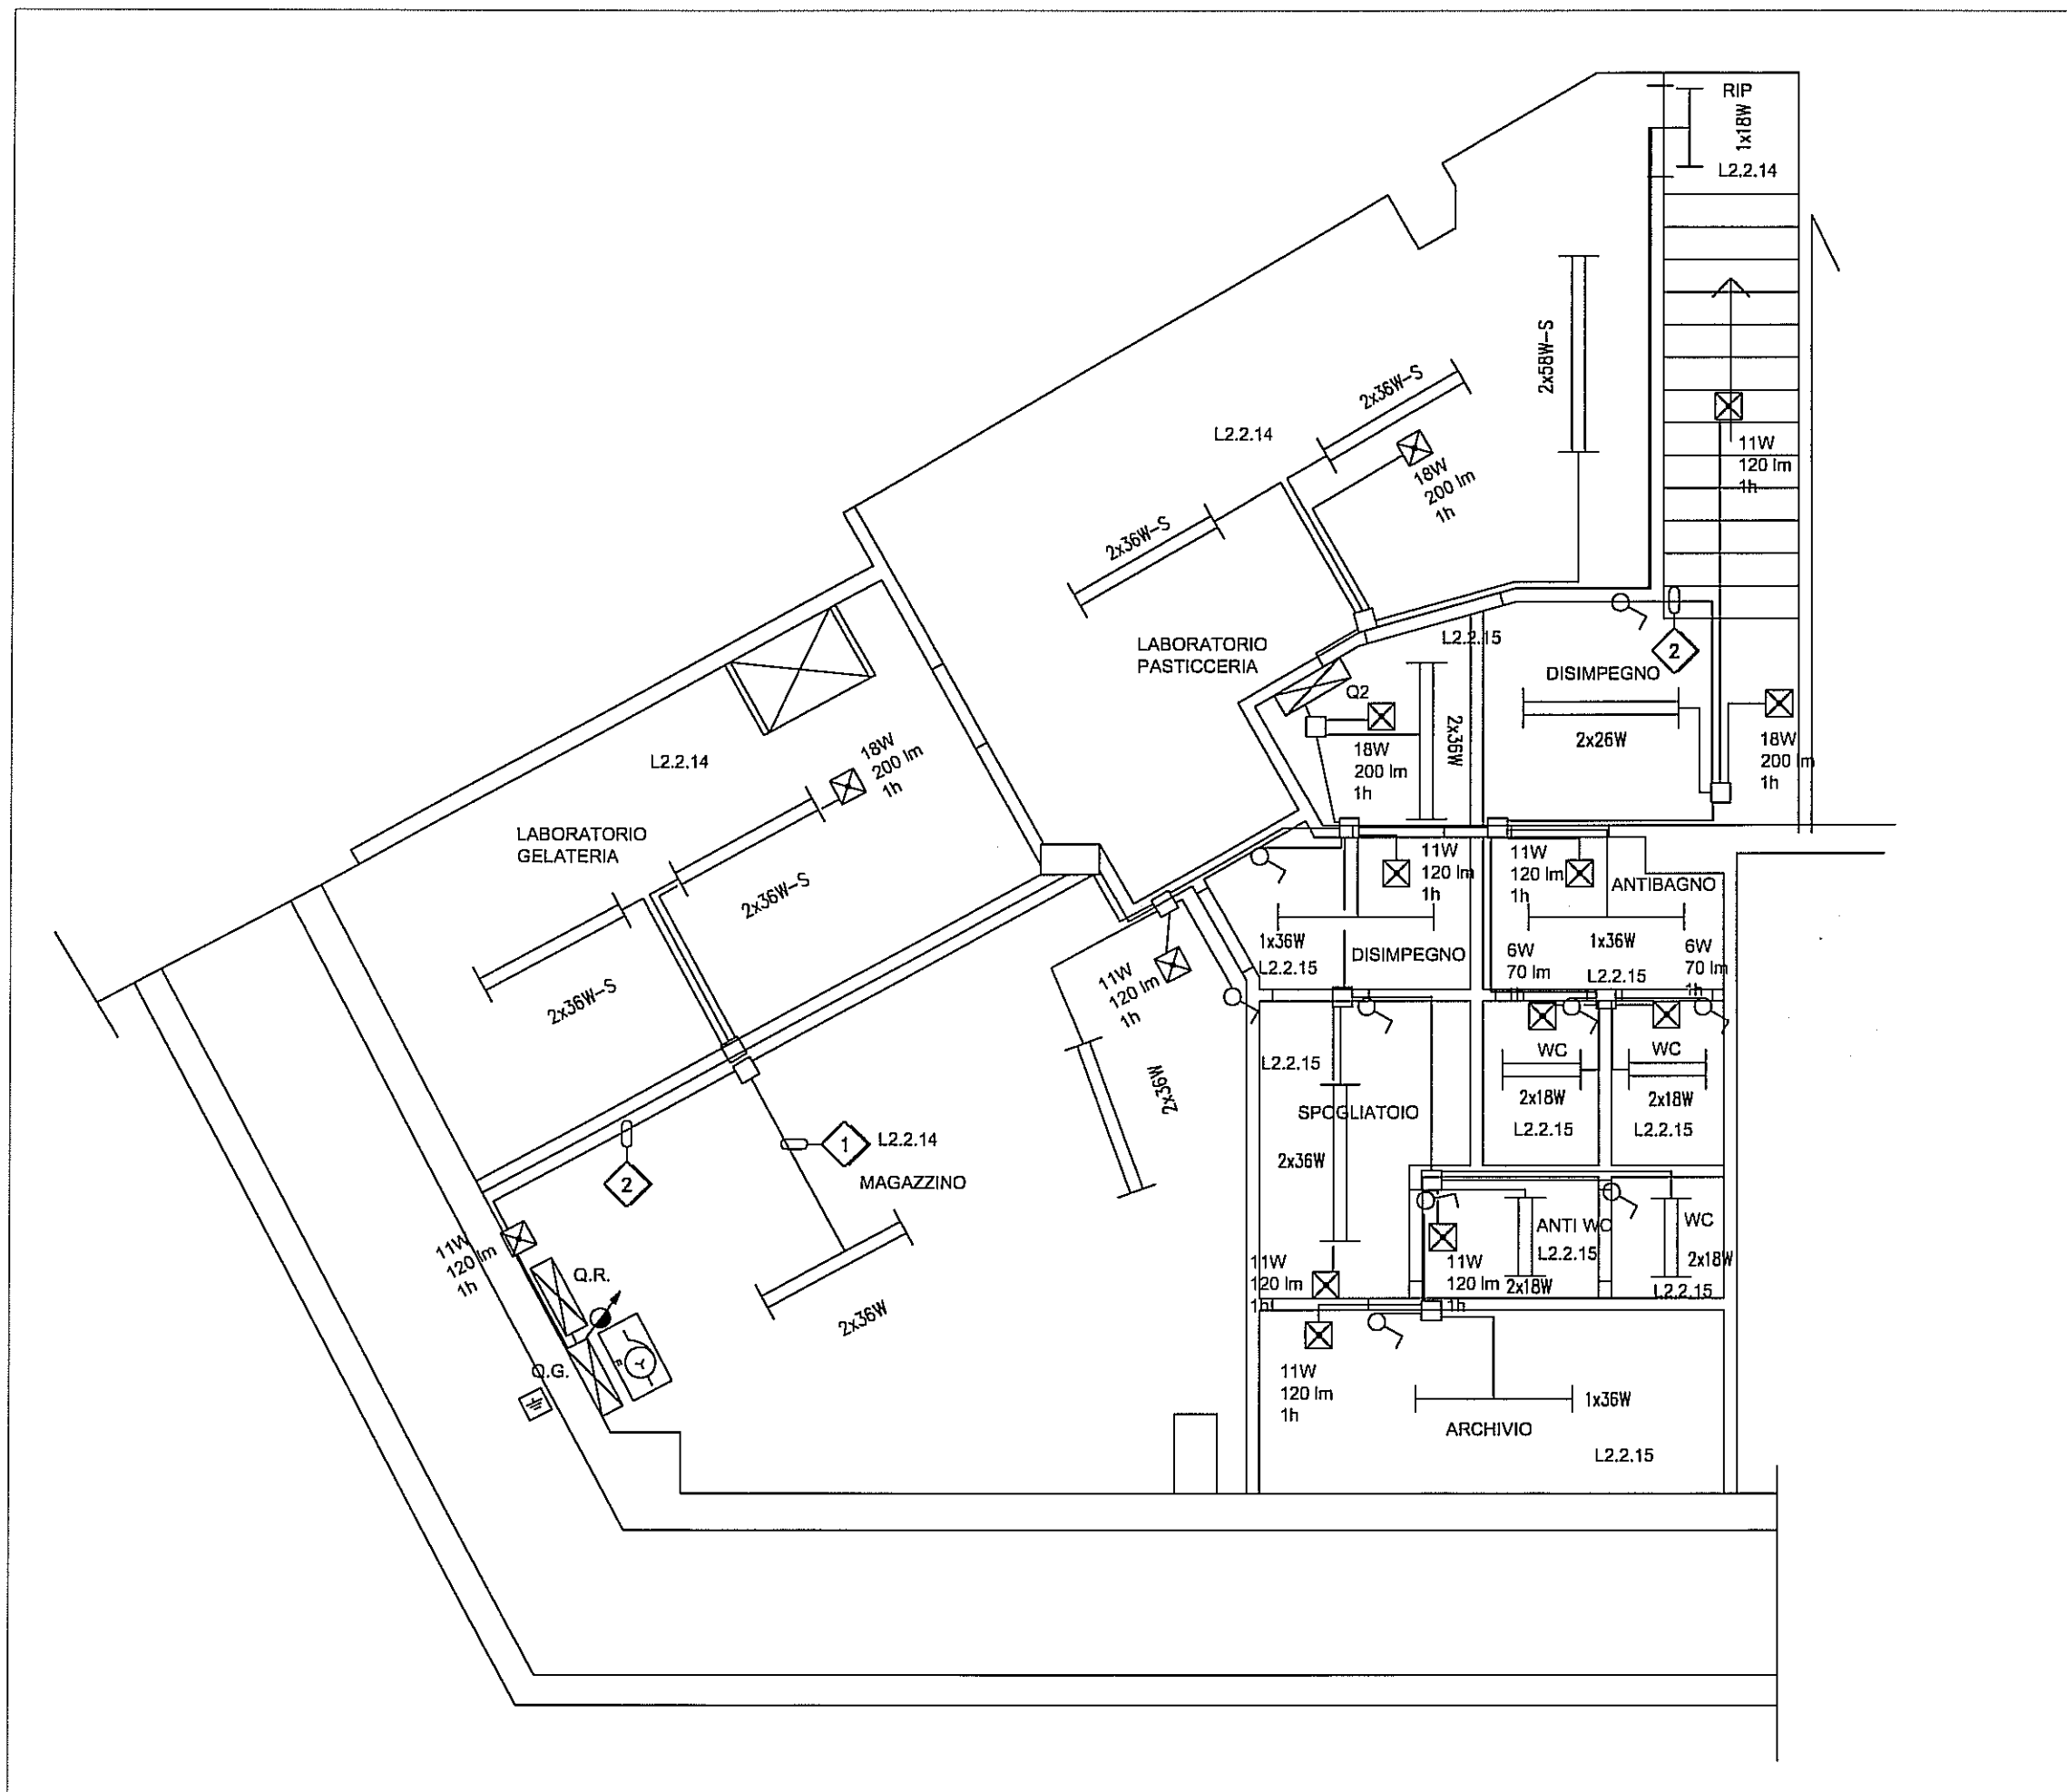 RIP
1x18W
L2.2.14
2x58W-S
2x36W-S
L2.2.14
18W
200 lm
1h
11W
120 lm
1h
2x36W-S
LABORATORIO
PASTICCERIA
L2.2.15
2
DISIMPEGNO
Q2
2x36W
2x26W
18W
200 lm
1h
18W
200 lm
1h
L2.2.14
18W
200 lm
1h
LABORATORIO
GELATERIA
2x36W-S
2x36W-S
11W
120 lm
1h
11W
120 lm
1h
ANTIBAGNO
1x36W
DISIMPEGNO
L2.2.15
1x36W
6W
70 lm
6W
70 lm
1h
L2.2.15
11W
120 lm
1h
2x36W
L2.2.15
WC
WC
2x18W
2x18W
SPOGLIATOIO
L2.2.15
L2.2.15
1
L2.2.14
2
MAGAZZINO
2x36W
ANTI WC
L2.2.15
WC
2x18W
L2.2.15
11W
120 lm
1h
11W
120 lm
1h
2x18W
11W
120 lm
1h
Q.R.
2x36W
Q.G.
11W
120 lm
1h
1x36W
ARCHIVIO
L2.2.15